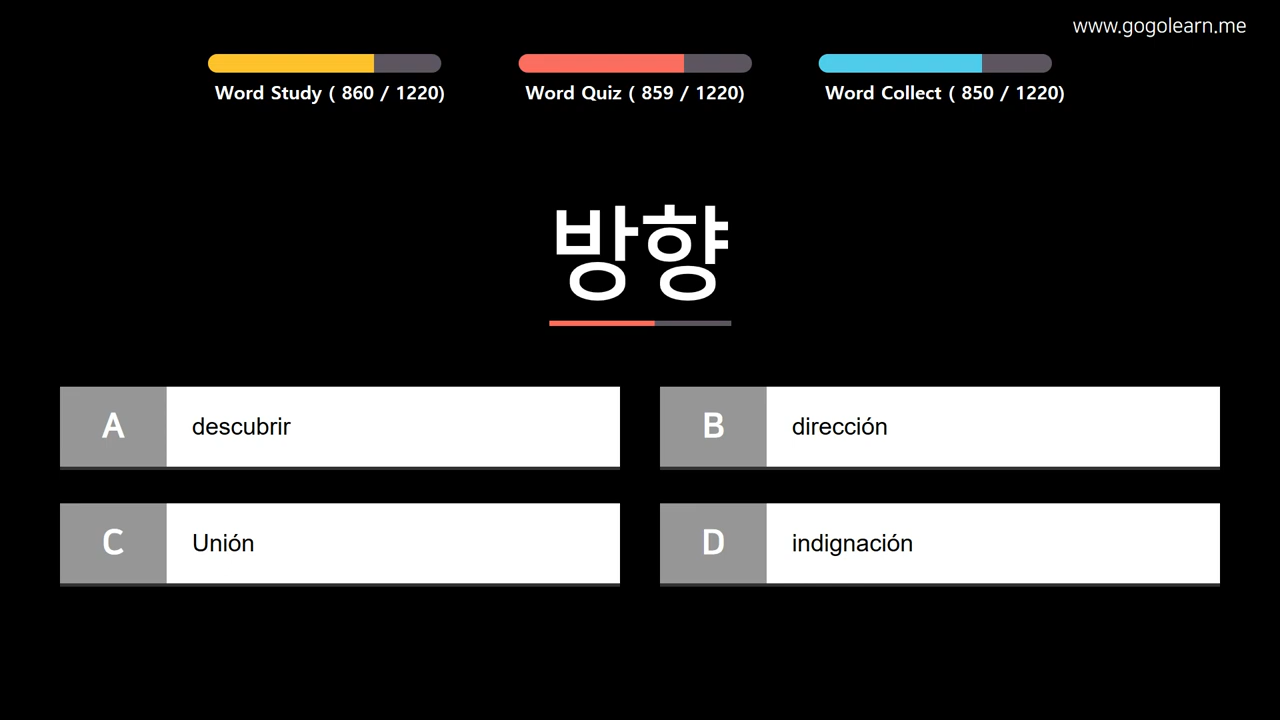 www.gogolearn.me
Word Study ( 860 / 1220)
Word Quiz ( 859 / 1220)
Word Collect ( 850 / 1220)
방향
A descubrir
B dirección
C Unión
D indignación